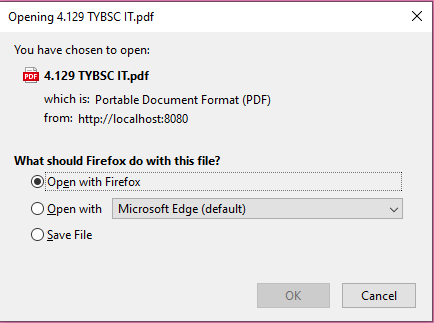 Opening 4.129 TYBSC IT.pdf
You have chosen to open:
PDF 4.129 TYBSC IT.pdf
which is: Portable Document Format (PDF)
from: http://localhost:8080
What should Firefox do with this file?
Open with Firefox
Open with Microsoft Edge (default)
Save File
OK Cancel